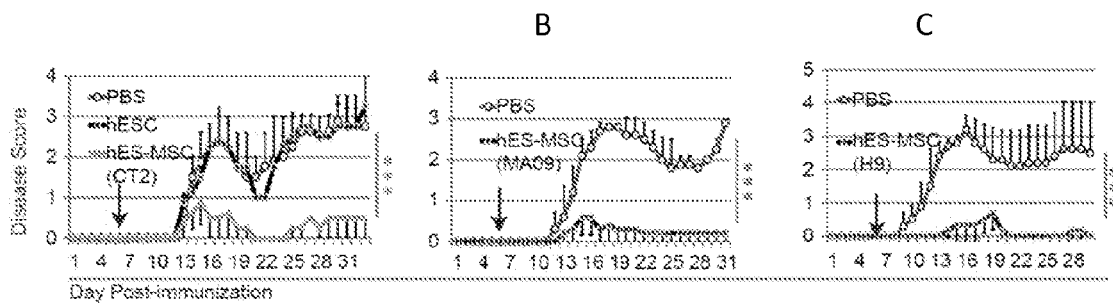 B
C
Disease Score
4
3
2
1
0
PBS
hESC
hES-MSC
(CT2)
1 4 7 10 13 16 19 22 25 28 31
***
4
3
2
1
0
PBS
hES-MSC
(MA09)
1 4 7 10 13 16 19 22 25 28 31
***
5
4
3
2
1
0
PBS
hES-MSC
(H9)
1 4 7 10 13 16 19 22 25 28
***
Day Post-immunization